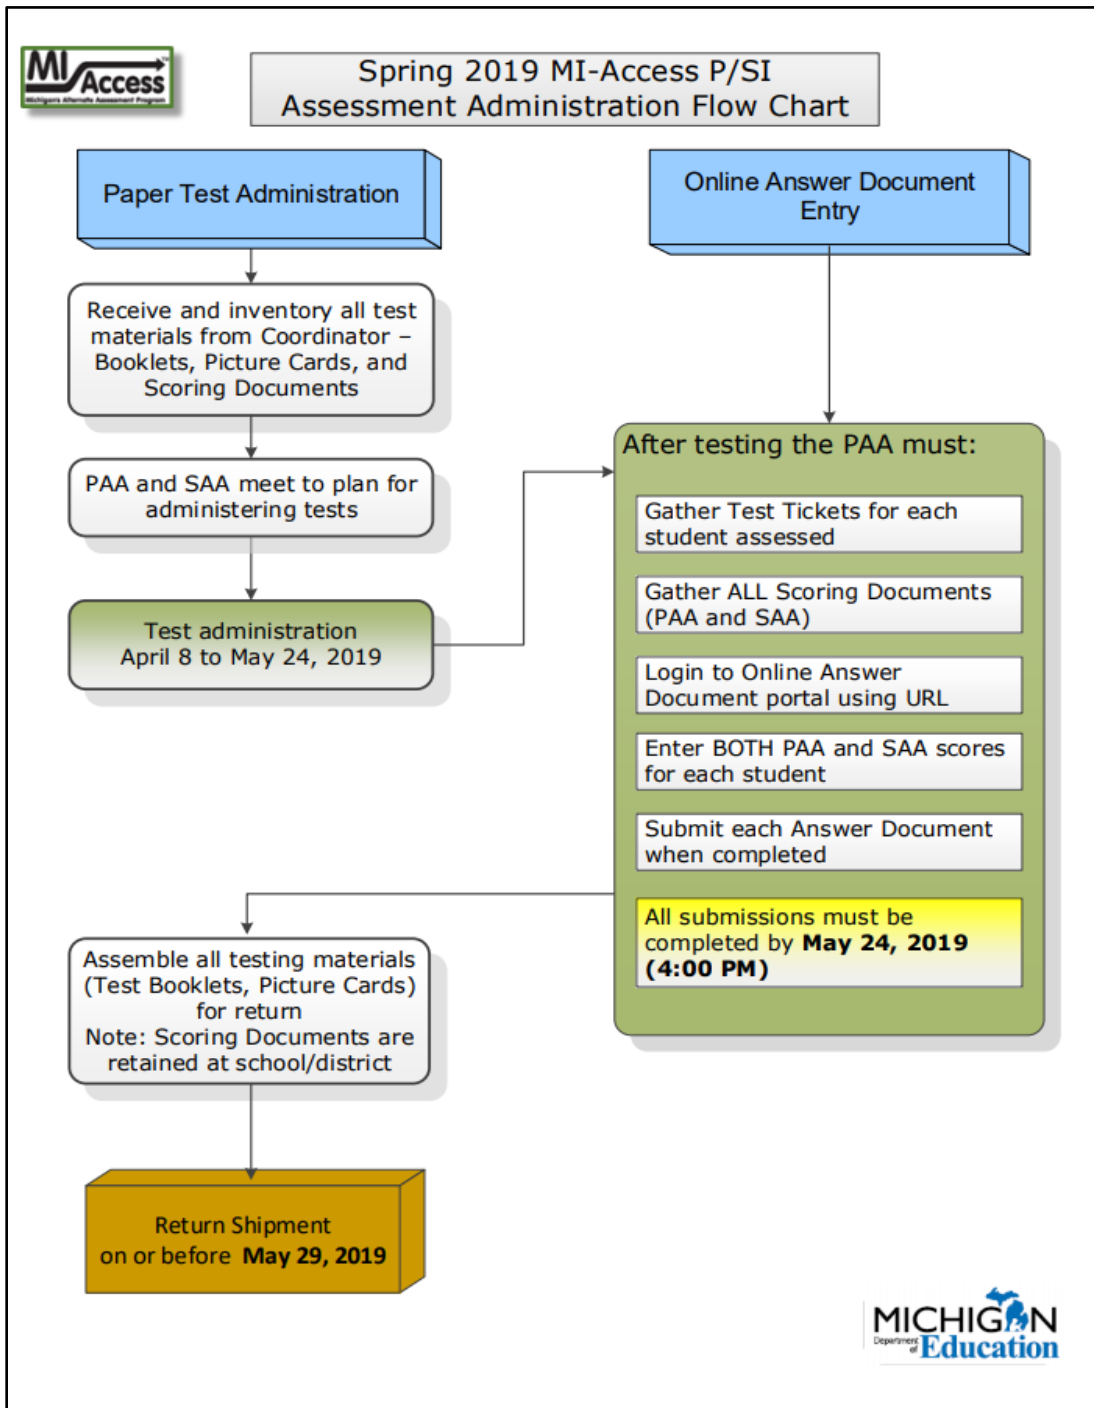 MI
Access
Michigan's Alternate Assessment Program
Spring 2019 MI-Access P/SI
Assessment Administration Flow Chart
Paper Test Administration
Receive and inventory all test
materials from Coordinator –
Booklets, Picture Cards, and
Scoring Documents
PAA and SAA meet to plan for
administering tests
Test administration
April 8 to May 24, 2019
Online Answer Document
Entry
After testing the PAA must:
Gather Test Tickets for each
student assessed
Gather ALL Scoring Documents
(PAA and SAA)
Login to Online Answer
Document portal using URL
Enter BOTH PAA and SAA scores
for each student
Submit each Answer Document
when completed
All submissions must be
completed by May 24, 2019
(4:00 PM)
Assemble all testing materials
(Test Booklets, Picture Cards)
for return
Note: Scoring Documents are
retained at school/district
Return Shipment
on or before May 29, 2019
MICHIGAN
Department of Education